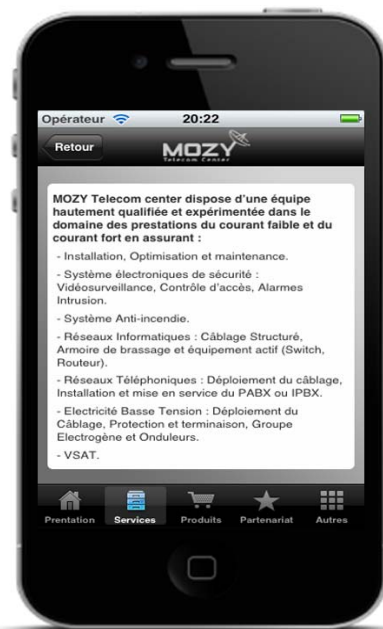 Opérateur 20:22
Retour
MOZY
Telecom Center
MOZY Telecom center dispose d'une équipe
hautement qualifiée et expérimentée dans le
domaine des prestations du courant faible et du
courant fort en assurant :
- Installation, Optimisation et maintenance.
- Système électroniques de sécurité :
Vidéosurveillance, Contrôle d'accès, Alarmes
Intrusion.
- Système Anti-incendie.
- Réseaux Informatiques : Câblage Structuré,
Armoire de brassage et équipement actif (Switch,
Routeur).
- Réseaux Téléphoniques : Déploiement du câblage,
Installation et mise en service du PABX ou IPBX.
- Electricité Basse Tension : Déploiement du
Câblage, Protection et terminaison, Groupe
Electrogène et Onduleurs.
- VSAT.
Prentation Services Produits Partenariat Autres